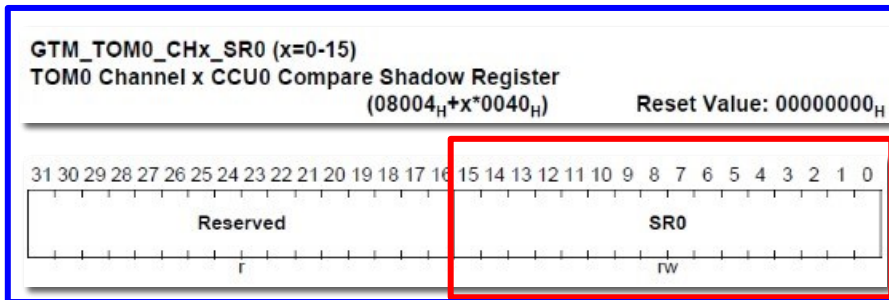 GTM_TOM0_CHx_SR0 (x=0-15)
TOM0 Channel x CCU0 Compare Shadow Register
(08004H+x*0040H) Reset Value: 00000000H
31 30 29 28 27 26 25 24 23 22 21 20 19 18 17 16 15 14 13 12 11 10 9 8 7 6 5 4 3 2 1 0
Reserved SR0
r rw